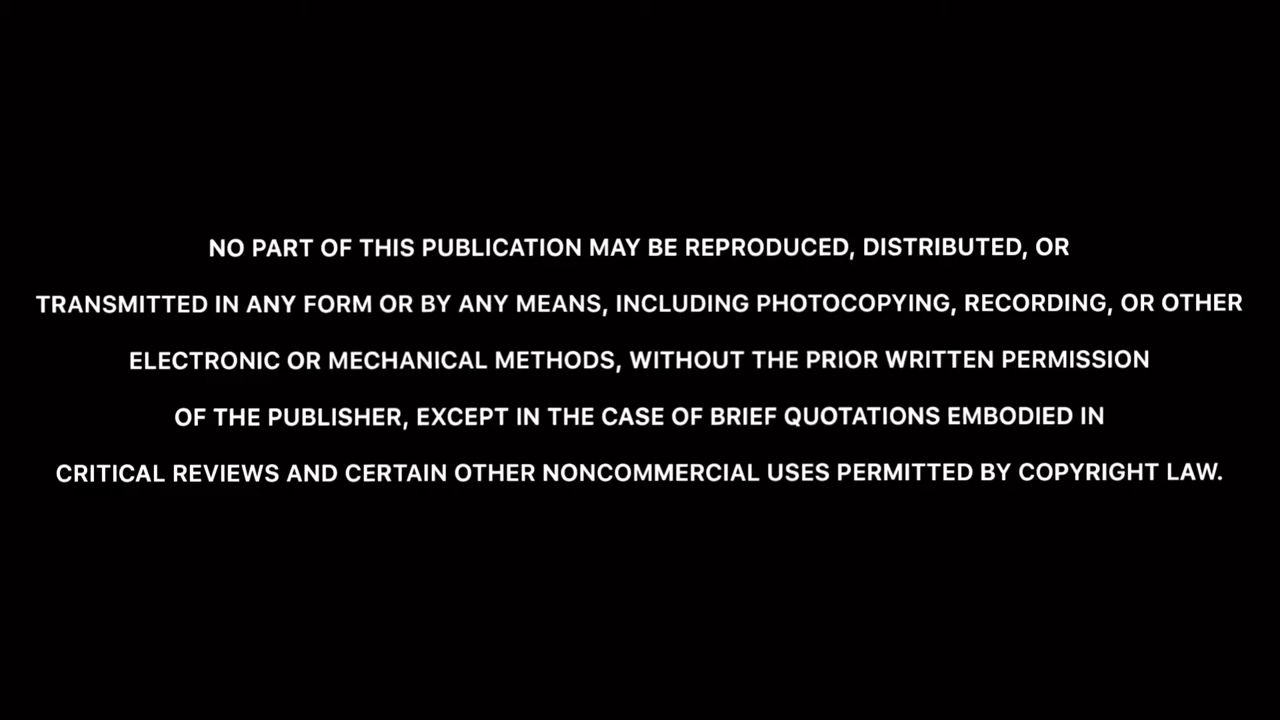 NO PART OF THIS PUBLICATION MAY BE REPRODUCED, DISTRIBUTED, OR
TRANSMITTED IN ANY FORM OR BY ANY MEANS, INCLUDING PHOTOCOPYING, RECORDING, OR OTHER
ELECTRONIC OR MECHANICAL METHODS, WITHOUT THE PRIOR WRITTEN PERMISSION
OF THE PUBLISHER, EXCEPT IN THE CASE OF BRIEF QUOTATIONS EMBODIED IN
CRITICAL REVIEWS AND CERTAIN OTHER NONCOMMERCIAL USES PERMITTED BY COPYRIGHT LAW.